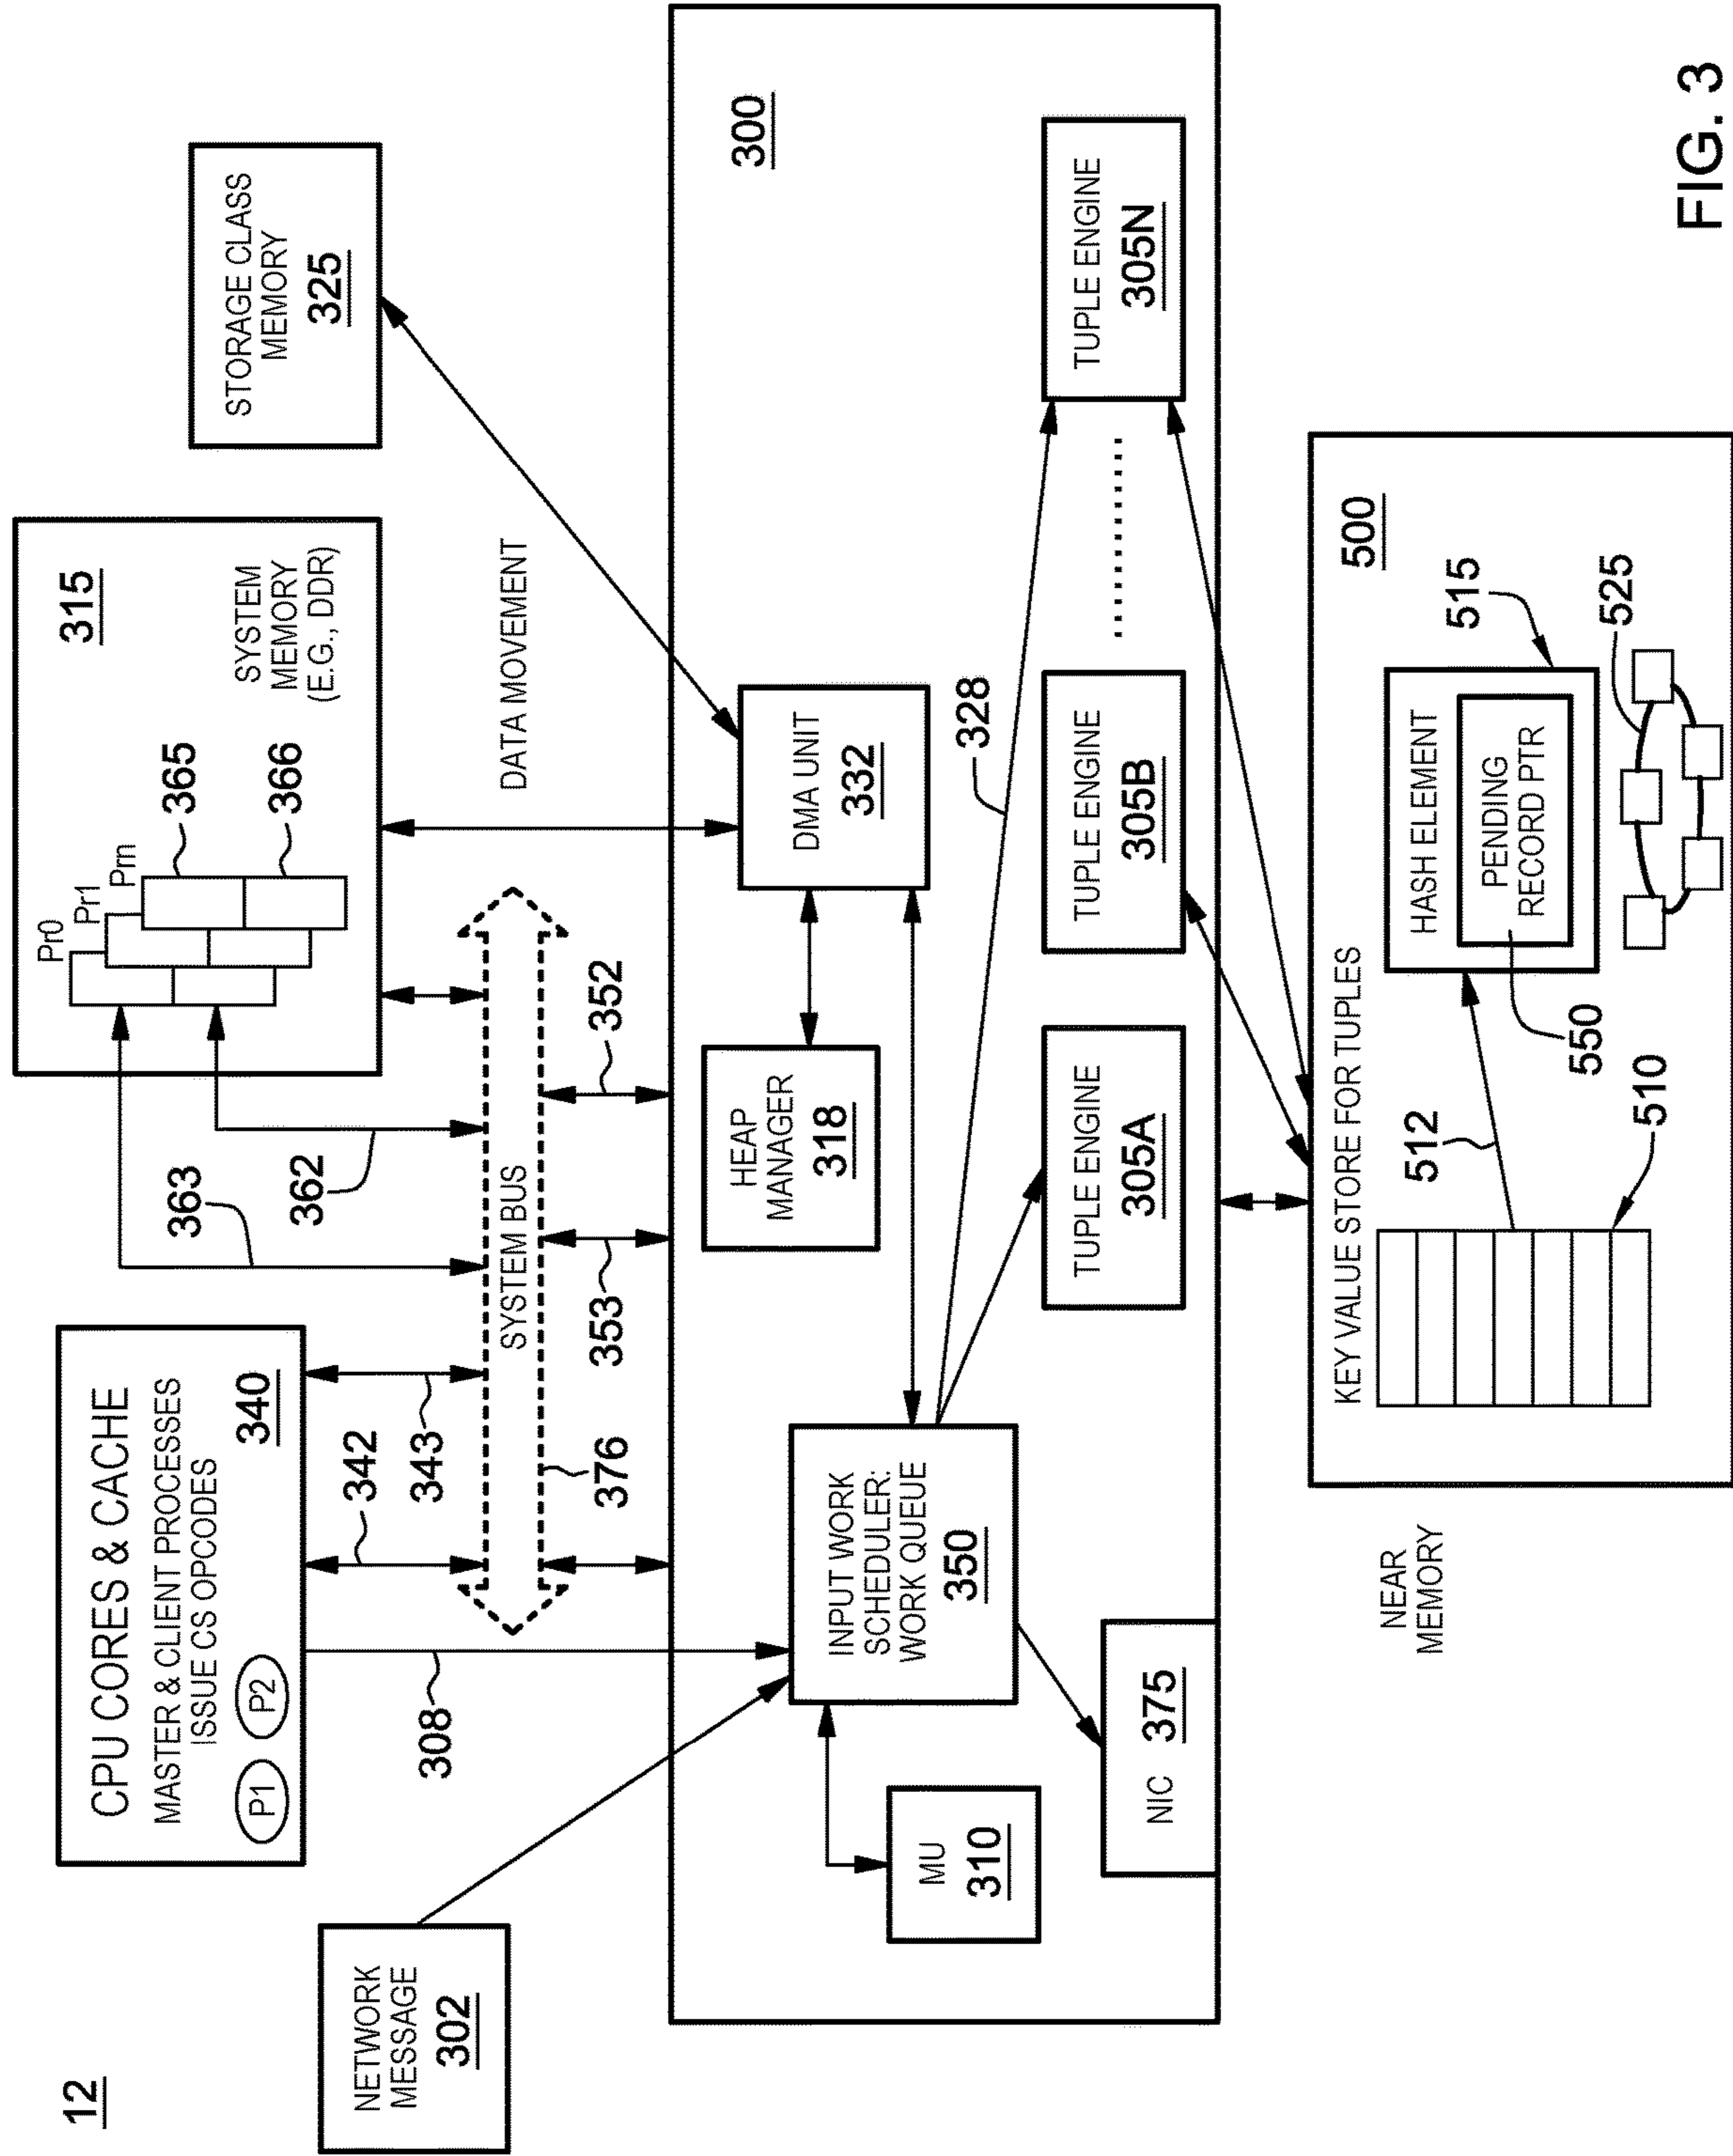 12
CPU CORES & CACHE
MASTER & CLIENT PROCESSES
ISSUE CS OPCODES
340
P1
P2
315
SYSTEM
MEMORY
(E.G., DDR)
Pr0
Pr1
Prn
365
366
STORAGE CLASS
MEMORY
325
NETWORK
MESSAGE
302
308
342
343
363
362
SYSTEM BUS
376
353
352
DATA MOVEMENT
300
INPUT WORK
SCHEDULER:
WORK QUEUE
350
HEAP
MANAGER
318
DMA UNIT
332
MU
310
NIC
375
328
TUPLE ENGINE
305A
TUPLE ENGINE
305B
TUPLE ENGINE
305N
NEAR
MEMORY
KEY VALUE STORE FOR TUPLES
500
510
512
HASH ELEMENT
PENDING
RECORD PTR
515
550
525
FIG. 3